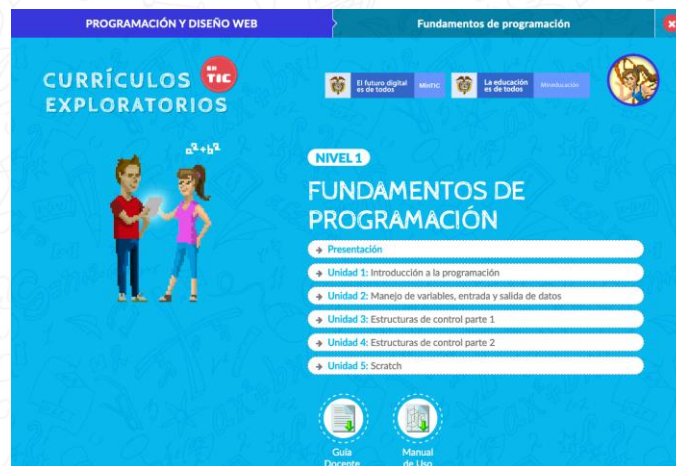 PROGRAMACIÓN Y DISEÑO WEB
Fundamentos de programación
CURRÍCULOS EN TIC
EXPLORATORIOS
El futuro digital
es de todos
MinTIC
La educación
es de todos
Mineducación
a²+b²
NIVEL 1
FUNDAMENTOS DE
PROGRAMACIÓN
Presentación
Unidad 1: Introducción a la programación
Unidad 2: Manejo de variables, entrada y salida de datos
Unidad 3: Estructuras de control parte 1
Unidad 4: Estructuras de control parte 2
Unidad 5: Scratch
Guía
Docente
Manual
de Uso